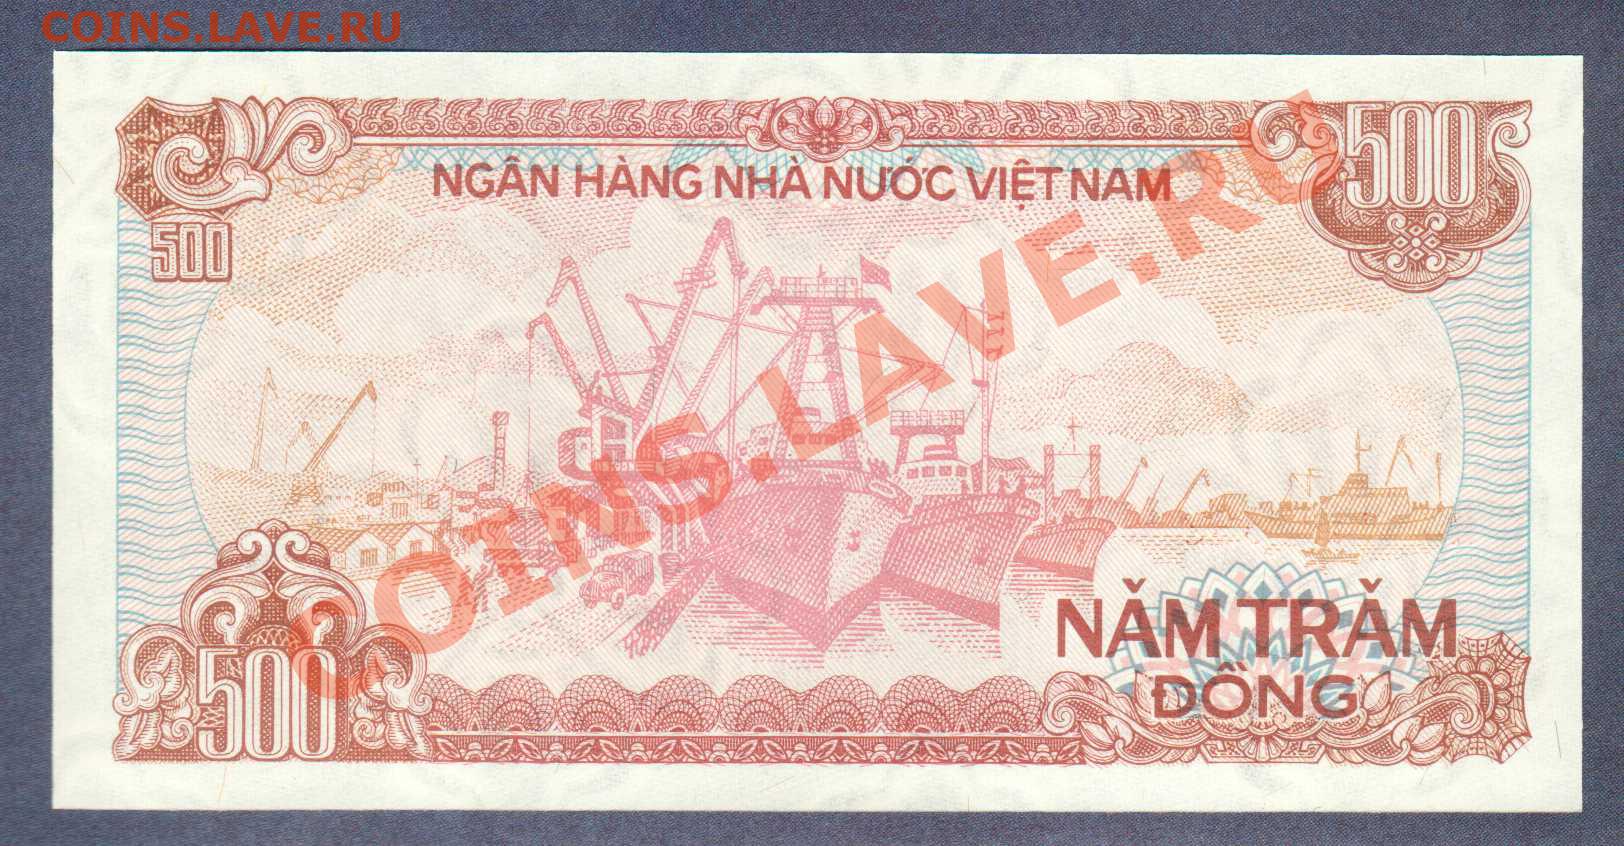 COINS.LAVE.RU
NGÂN HÀNG NHÀ NƯỚC VIỆT NAM
500
500
COINS.LAVE.RU
500
NĂM TRĂM
ĐỒNG